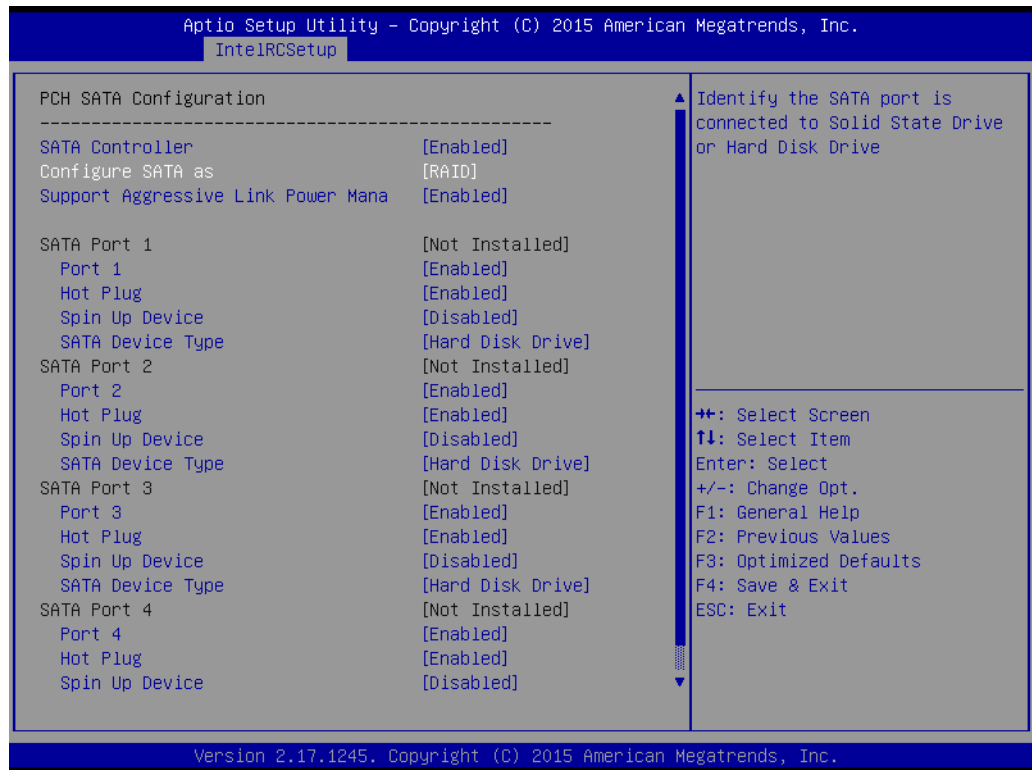 Aptio Setup Utility – Copyright (C) 2015 American Megatrends, Inc.
IntelRCSetup
PCH SATA Configuration
--------------------------------------------------
SATA Controller [Enabled]
Configure SATA as [RAID]
Support Aggressive Link Power Mana [Enabled]
SATA Port 1 [Not Installed]
Port 1 [Enabled]
Hot Plug [Enabled]
Spin Up Device [Disabled]
SATA Device Type [Hard Disk Drive]
SATA Port 2 [Not Installed]
Port 2 [Enabled]
Hot Plug [Enabled]
Spin Up Device [Disabled]
SATA Device Type [Hard Disk Drive]
SATA Port 3 [Not Installed]
Port 3 [Enabled]
Hot Plug [Enabled]
Spin Up Device [Disabled]
SATA Device Type [Hard Disk Drive]
SATA Port 4 [Not Installed]
Port 4 [Enabled]
Hot Plug [Enabled]
Spin Up Device [Disabled]
Identify the SATA port is
connected to Solid State Drive
or Hard Disk Drive
→←: Select Screen
↑↓: Select Item
Enter: Select
+/-: Change Opt.
F1: General Help
F2: Previous Values
F3: Optimized Defaults
F4: Save & Exit
ESC: Exit
Version 2.17.1245. Copyright (C) 2015 American Megatrends, Inc.